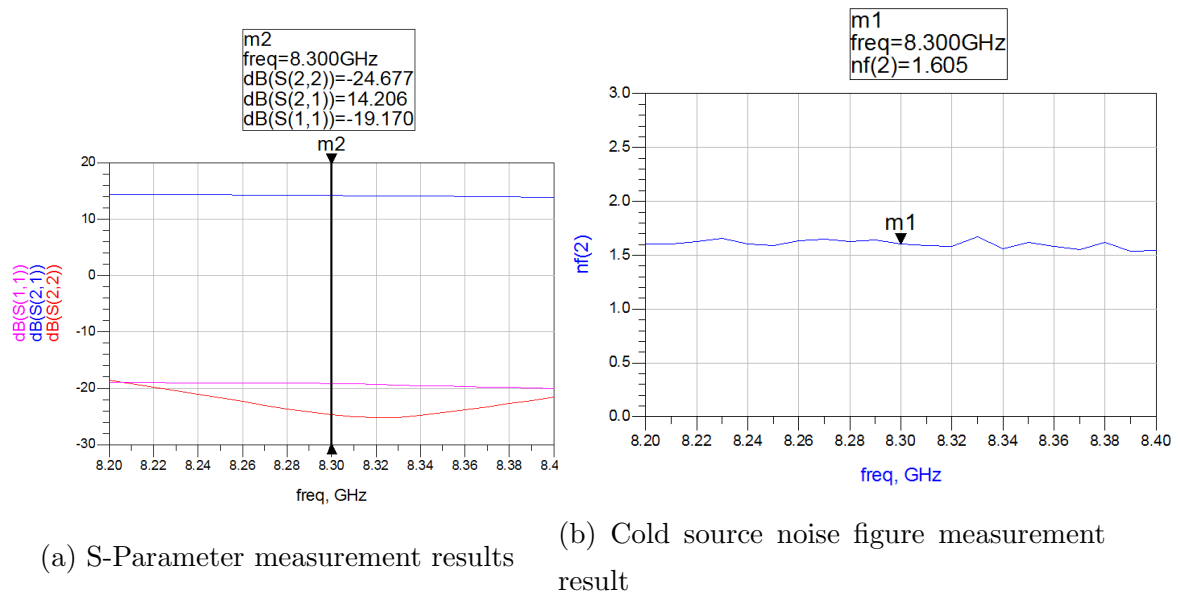 m2
freq=8.300GHz
dB(S(2,2))=-24.677
dB(S(2,1))=14.206
dB(S(1,1))=-19.170
m2
20
10
0
-10
-20
-30
dB(S(1,1))
dB(S(2,1))
dB(S(2,2))
8.20 8.22 8.24 8.26 8.28 8.30 8.32 8.34 8.36 8.38 8.4
freq, GHz
(a) S-Parameter measurement results
m1
freq=8.300GHz
nf(2)=1.605
m1
3.0
2.5
2.0
1.5
1.0
0.5
0.0
nf(2)
8.20 8.22 8.24 8.26 8.28 8.30 8.32 8.34 8.36 8.38 8.40
freq, GHz
(b) Cold source noise figure measurement
result